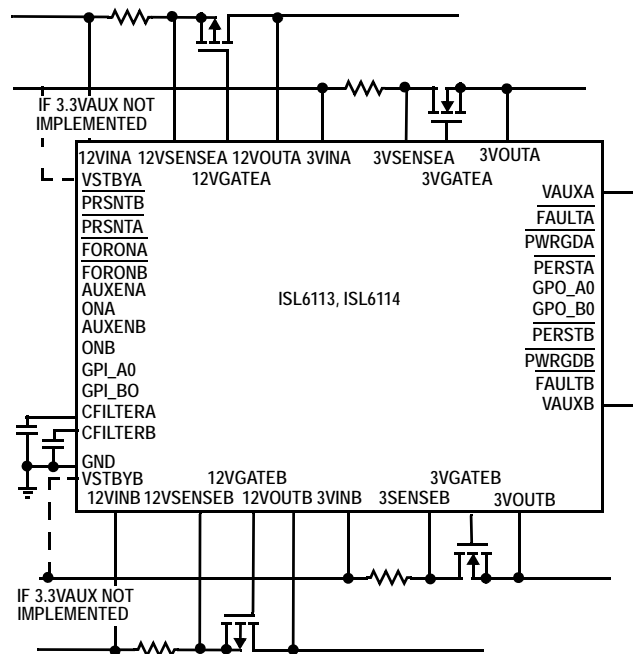 IF 3.3VAUX NOT
IMPLEMENTED
12VINA 12VSENSEA 12VOUTA 3VINA 3VSENSEA 3VOUTA
12VGATEA 3VGATEA
VSTBYA
PRSNTB
PRSNTA
FORONA
FORONB
AUXENA
ONA
AUXENB
ONB
GPI_A0
GPI_BO
CFILTERA
CFILTERB
GND
VSTBYB
ISL6113, ISL6114
VAUXA
FAULTA
PWRGDA
PERSTA
GPO_A0
GPO_B0
PERSTB
PWRGDB
FAULTB
VAUXB
12VGATEB 3VGATEB
12VINB 12VSENSEB 12VOUTB 3VINB 3SENSEB 3VOUTB
IF 3.3VAUX NOT
IMPLEMENTED